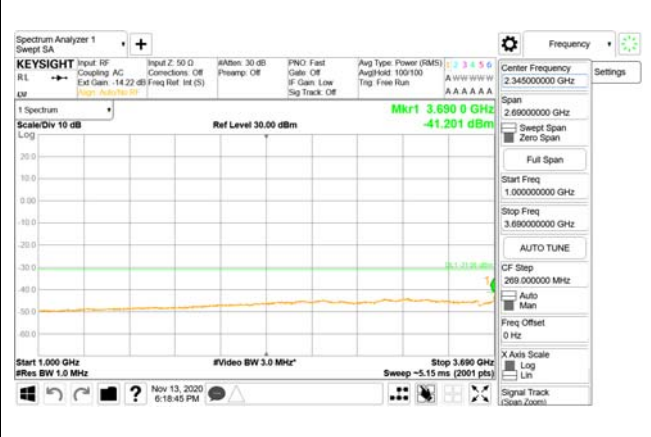 Spectrum Analyzer 1
Swept SA
Frequency
KEYSIGHT
Input: RF
Input Z: 50 Ω
#Atten: 30 dB
PNO: Fast
Avg Type: Power (RMS)
1 2 3 4 5 6
RL
Coupling: AC
Corrections: Off
Preamp: Off
Gate: Off
Avg|Hold: 100/100
A W W W W W
Ext Gain: -14.22 dB
Freq Ref: Int (S)
IF Gain: Low
Trig: Free Run
A A A A A A
Align: Auto/No RF
Sig Track: Off
Settings
1 Spectrum
Mkr1 3.690 0 GHz
Scale/Div 10 dB
Ref Level 30.00 dBm
-41.201 dBm
Log
20.0
10.0
0.00
-10.0
-20.0
-30.0
-40.0
-50.0
-60.0
1
Start 1.000 GHz
#Video BW 3.0 MHz*
Stop 3.690 GHz
#Res BW 1.0 MHz
Sweep ~5.15 ms (2001 pts)
Center Frequency
2.345000000 GHz
Span
2.69000000 GHz
Swept Span
Zero Span
Full Span
Start Freq
1.000000000 GHz
Stop Freq
3.690000000 GHz
AUTO TUNE
CF Step
269.000000 MHz
Auto
Man
Freq Offset
0 Hz
X Axis Scale
Log
Lin
Signal Track
(Span Zoom)
Nov 13, 2020
6:18:45 PM